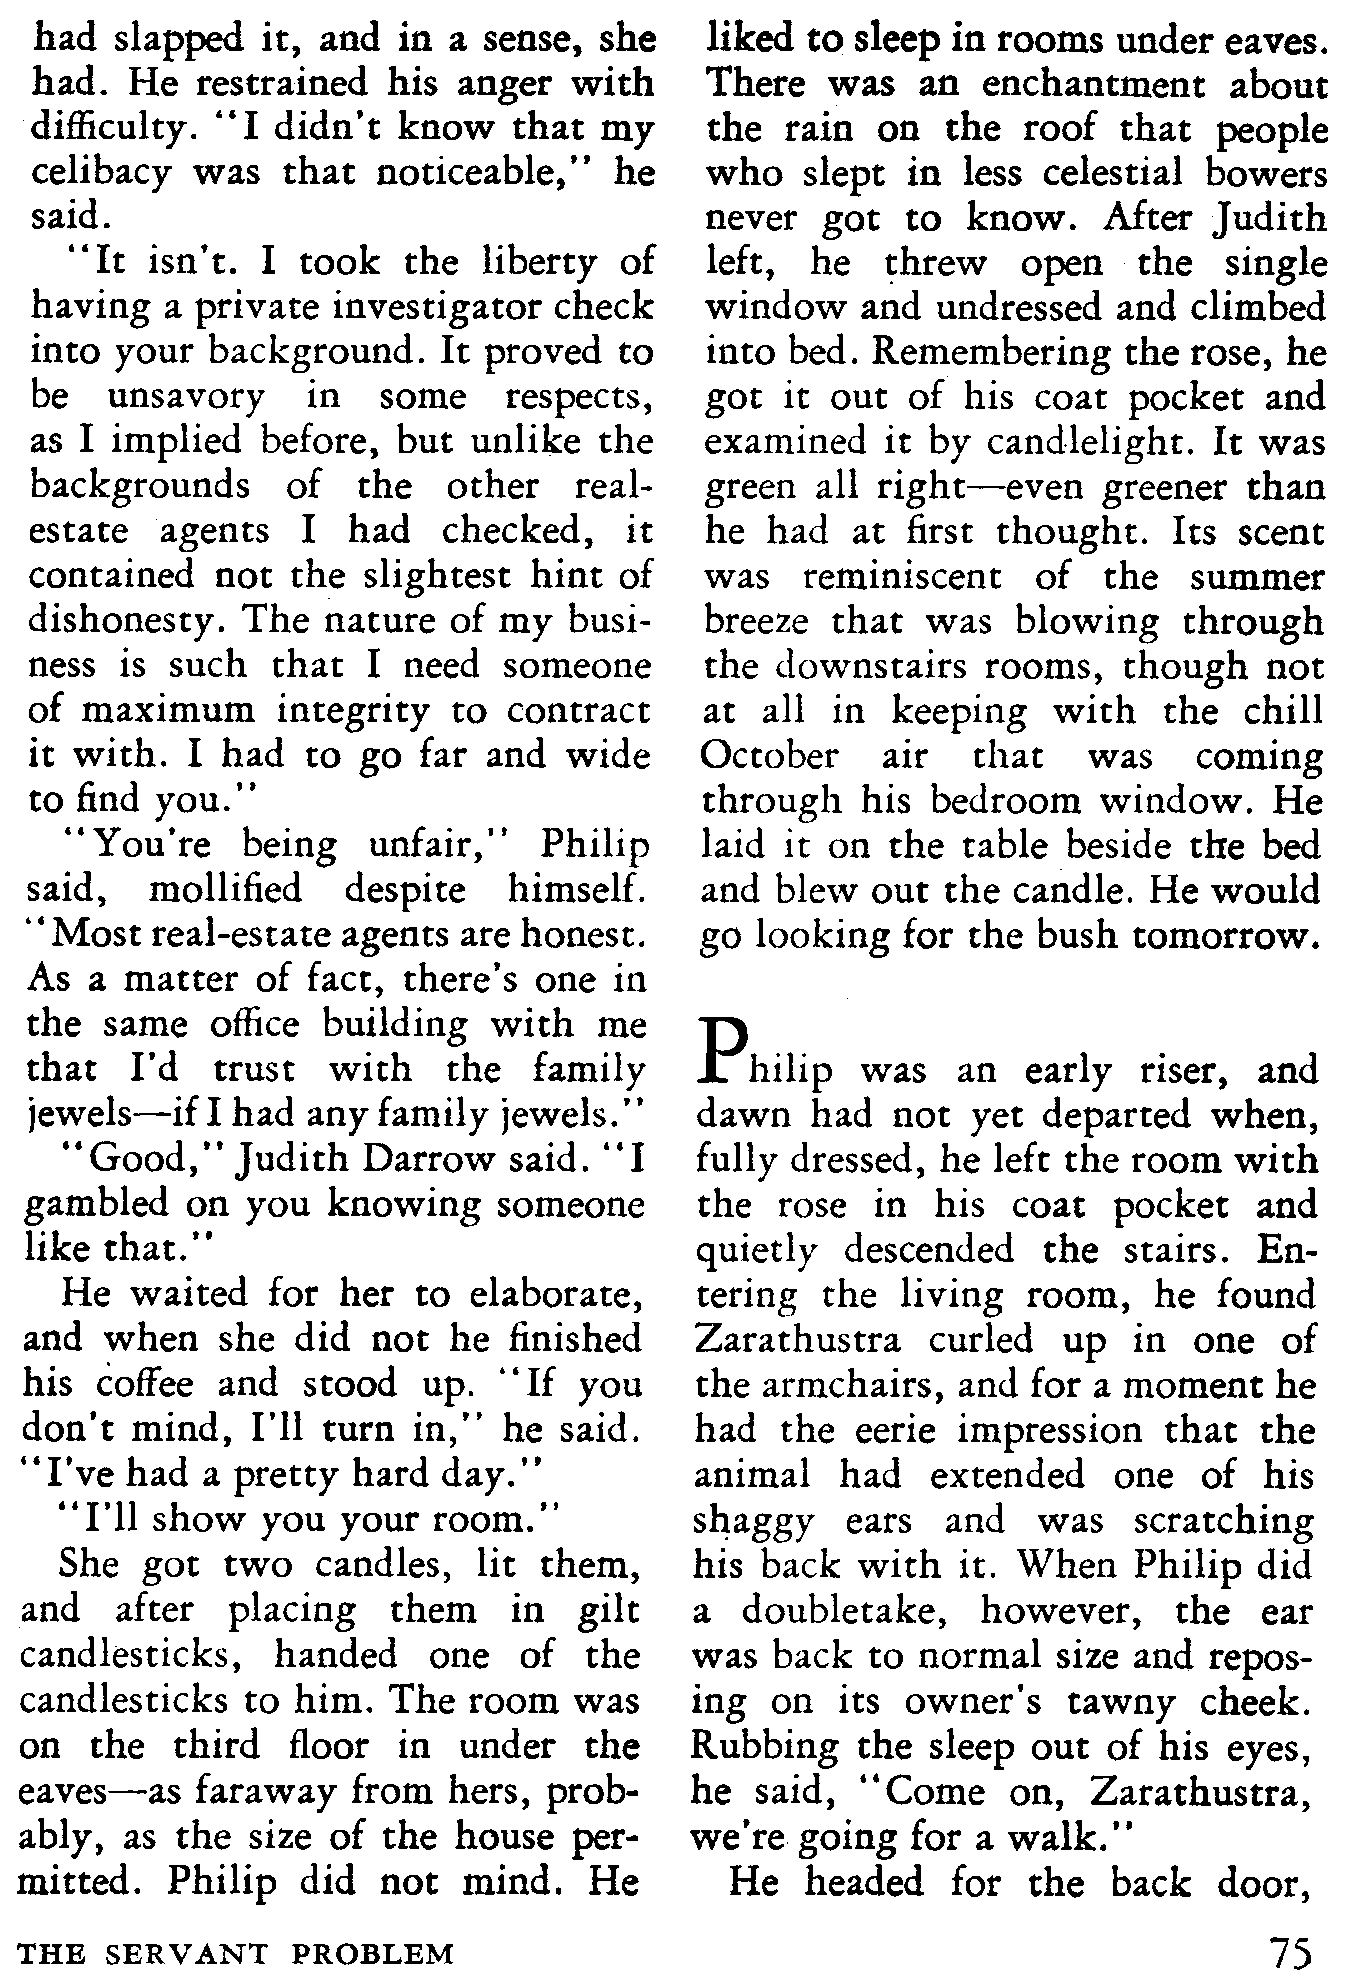 had slapped it, and in a sense, she
had. He restrained his anger with
difficulty. "I didn't know that my
celibacy was that noticeable," he
said.
"It isn't. I took the liberty of
having a private investigator check
into your background. It proved to
be unsavory in some respects,
as I implied before, but unlike the
backgrounds of the other real-
estate agents I had checked, it
contained not the slightest hint of
dishonesty. The nature of my busi-
ness is such that I need someone
of maximum integrity to contract
it with. I had to go far and wide
to find you."
"You're being unfair," Philip
said, mollified despite himself.
"Most real-estate agents are honest.
As a matter of fact, there's one in
the same office building with me
that I'd trust with the family
jewels—if I had any family jewels."
"Good," Judith Darrow said. "I
gambled on you knowing someone
like that."
He waited for her to elaborate,
and when she did not he finished
his coffee and stood up. "If you
don't mind, I'll turn in," he said.
"I've had a pretty hard day."
"I'll show you your room."
She got two candles, lit them,
and after placing them in gilt
candlesticks, handed one of the
candlesticks to him. The room was
on the third floor in under the
eaves—as faraway from hers, prob-
ably, as the size of the house per-
mitted. Philip did not mind. He
liked to sleep in rooms under eaves.
There was an enchantment about
the rain on the roof that people
who slept in less celestial bowers
never got to know. After Judith
left, he threw open the single
window and undressed and climbed
into bed. Remembering the rose, he
got it out of his coat pocket and
examined it by candlelight. It was
green all right—even greener than
he had at first thought. Its scent
was reminiscent of the summer
breeze that was blowing through
the downstairs rooms, though not
at all in keeping with the chill
October air that was coming
through his bedroom window. He
laid it on the table beside the bed
and blew out the candle. He would
go looking for the bush tomorrow.
Philip was an early riser, and
dawn had not yet departed when,
fully dressed, he left the room with
the rose in his coat pocket and
quietly descended the stairs. En-
tering the living room, he found
Zarathustra curled up in one of
the armchairs, and for a moment he
had the eerie impression that the
animal had extended one of his
shaggy ears and was scratching
his back with it. When Philip did
a doubletake, however, the ear
was back to normal size and repos-
ing on its owner's tawny cheek.
Rubbing the sleep out of his eyes,
he said, "Come on, Zarathustra,
we're going for a walk."
He headed for the back door,
THE SERVANT PROBLEM
75